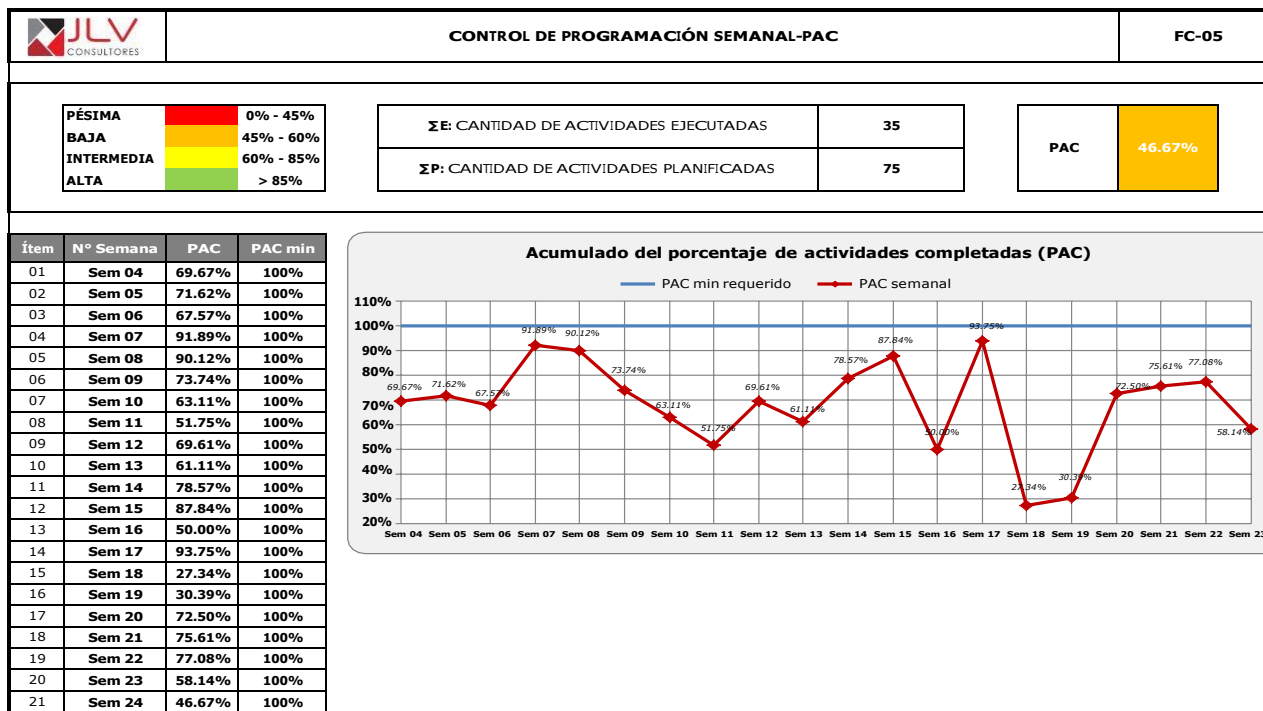 JLV
CONSULTORES
CONTROL DE PROGRAMACIÓN SEMANAL-PAC
FC-05
PÉSIMA 0% - 45%
BAJA 45% - 60%
INTERMEDIA 60% - 85%
ALTA > 85%
ΣE: CANTIDAD DE ACTIVIDADES EJECUTADAS 35
ΣP: CANTIDAD DE ACTIVIDADES PLANIFICADAS 75
PAC 46.67%
Ítem N° Semana PAC PAC min
01 Sem 04 69.67% 100%
02 Sem 05 71.62% 100%
03 Sem 06 67.57% 100%
04 Sem 07 91.89% 100%
05 Sem 08 90.12% 100%
06 Sem 09 73.74% 100%
07 Sem 10 63.11% 100%
08 Sem 11 51.75% 100%
09 Sem 12 69.61% 100%
10 Sem 13 61.11% 100%
11 Sem 14 78.57% 100%
12 Sem 15 87.84% 100%
13 Sem 16 50.00% 100%
14 Sem 17 93.75% 100%
15 Sem 18 27.34% 100%
16 Sem 19 30.39% 100%
17 Sem 20 72.50% 100%
18 Sem 21 75.61% 100%
19 Sem 22 77.08% 100%
20 Sem 23 58.14% 100%
21 Sem 24 46.67% 100%
Acumulado del porcentaje de actividades completadas (PAC)
PAC min requerido PAC semanal
110%
100%
90%
80%
70%
60%
50%
40%
30%
20%
69.67% 71.62% 67.57% 91.89% 90.12% 73.74% 63.11% 51.75% 69.61% 61.11% 78.57% 87.84% 50.00% 93.75% 27.34% 30.39% 72.50% 75.61% 77.08% 58.14%
Sem 04 Sem 05 Sem 06 Sem 07 Sem 08 Sem 09 Sem 10 Sem 11 Sem 12 Sem 13 Sem 14 Sem 15 Sem 16 Sem 17 Sem 18 Sem 19 Sem 20 Sem 21 Sem 22 Sem 23